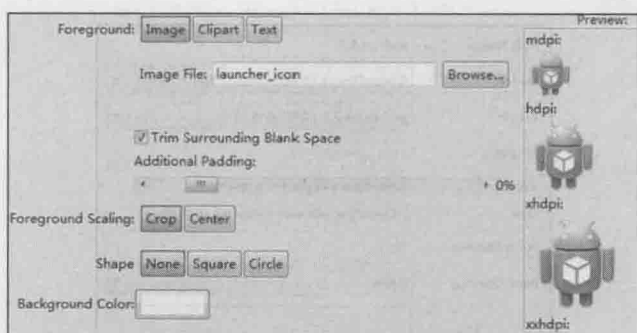 Preview:
Foreground: Image Clipart Text
mdpi:
Image File: launcher_icon Browse...
hdpi:
Trim Surrounding Blank Space
Additional Padding:
+ 0%
xhdpi:
Foreground Scaling: Crop Center
Shape None Square Circle
Background Color:
xxhdpi: